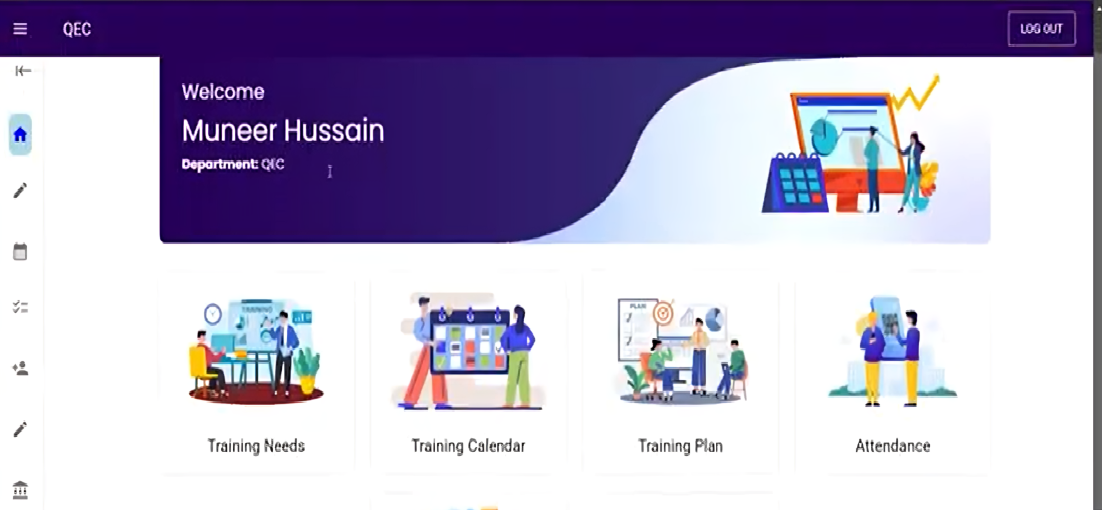 QEC
LOG OUT
Welcome
Muneer Hussain
Department: QEC
TRAINING
PLAN
Training Needs
Training Calendar
Training Plan
Attendance